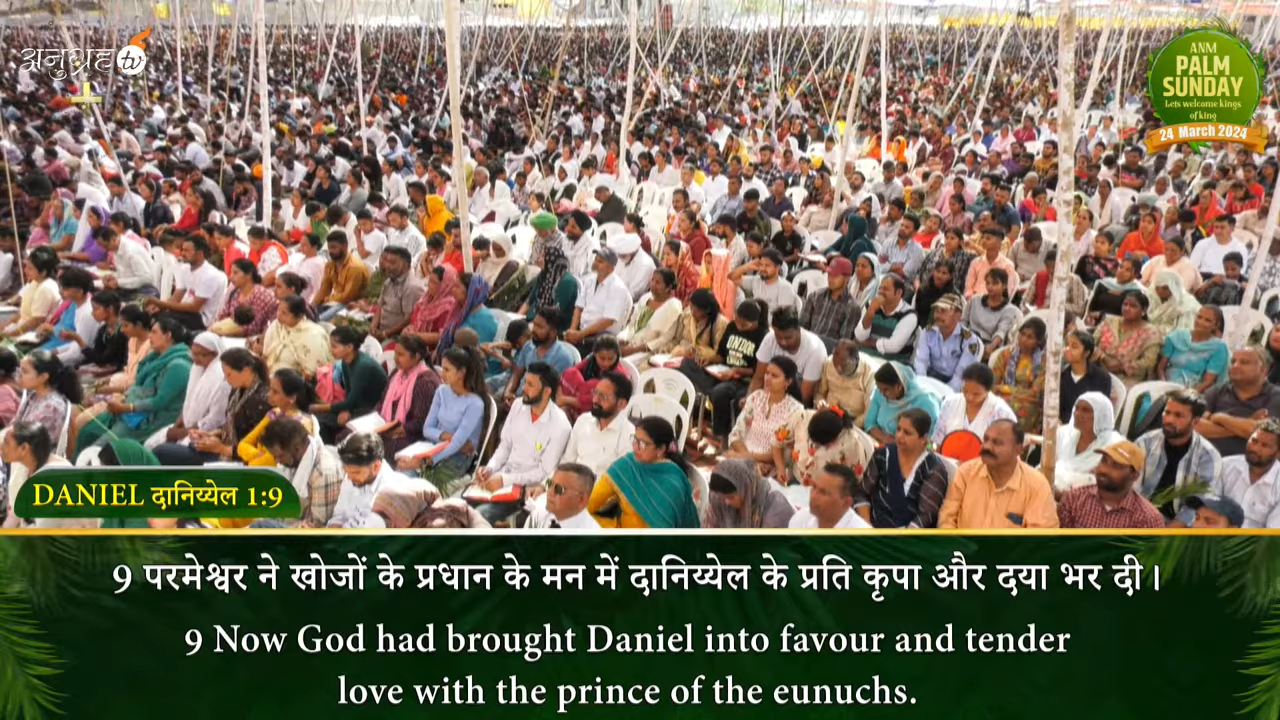 अनुग्रह tv
ANM
PALM
SUNDAY
Lets welcome kings
of king
24 March 2024
LONDON
DANIEL दानिय्येल 1:9
9 परमेश्वर ने खोजों के प्रधान के मन में दानिय्येल के प्रति कृपा और दया भर दी।
9 Now God had brought Daniel into favour and tender
love with the prince of the eunuchs.